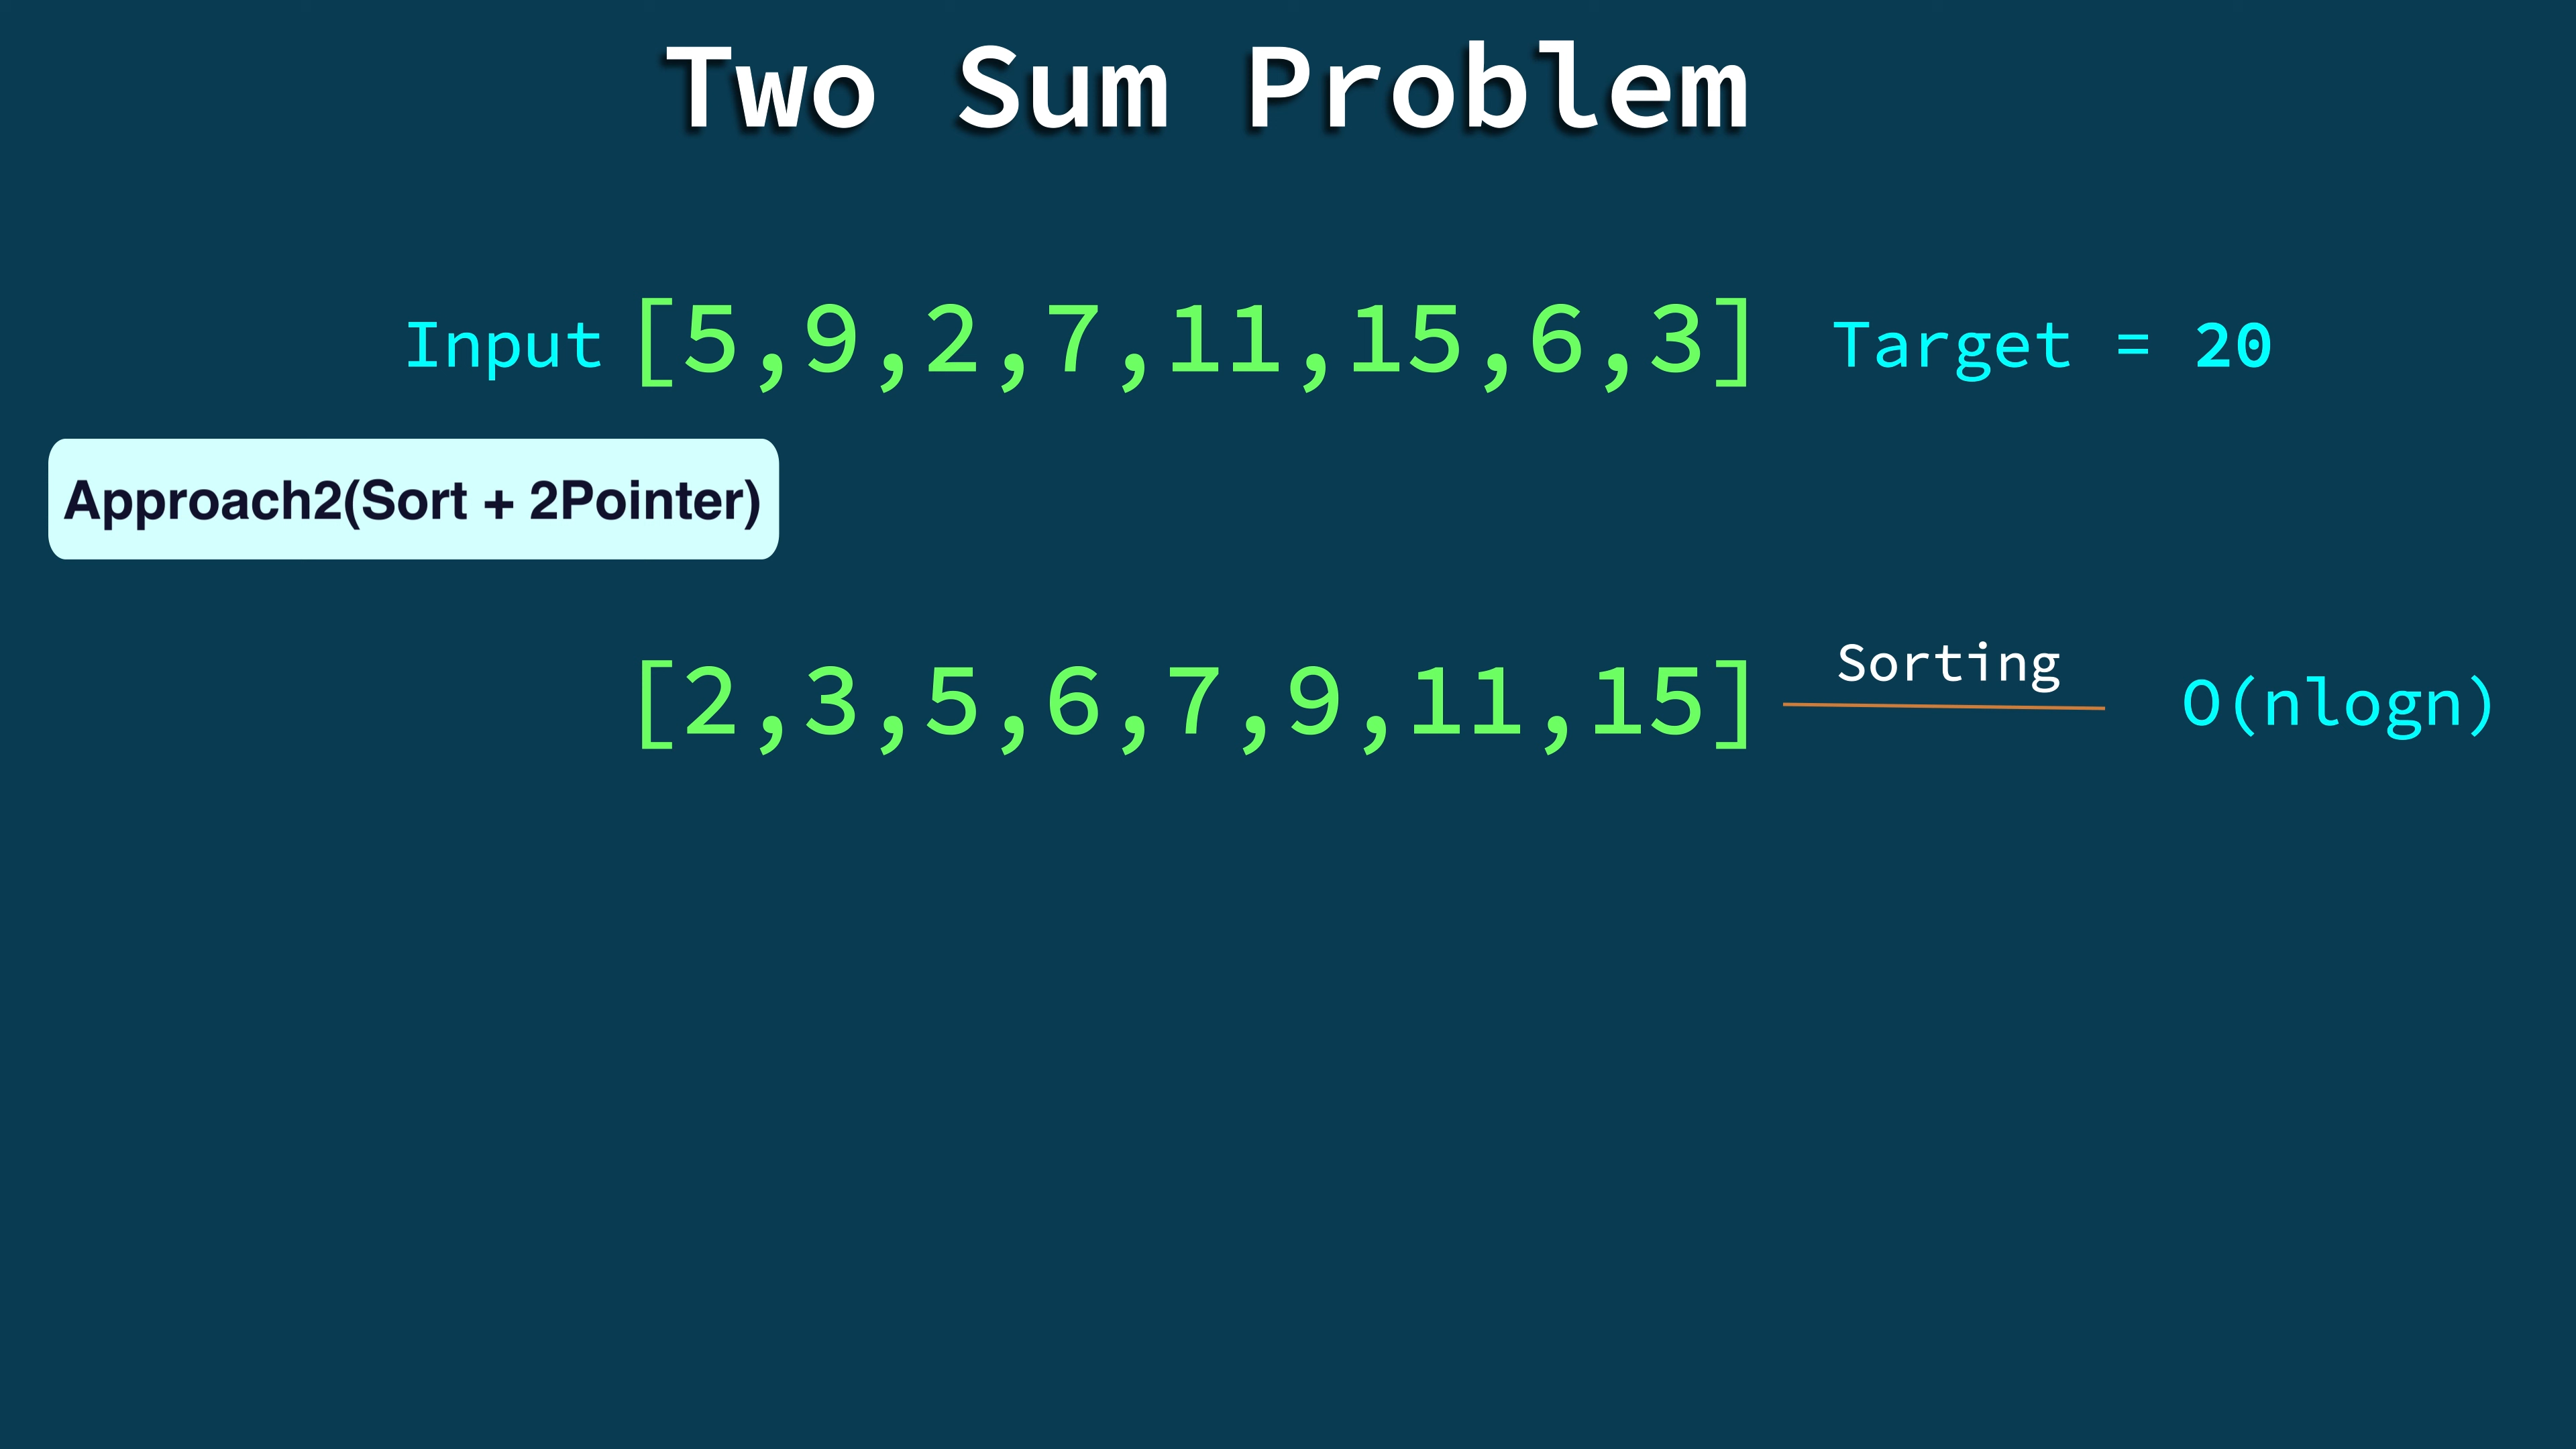 Two Sum Problem
Input [5,9,2,7,11,15,6,3] Target = 20
Approach2(Sort + 2Pointer)
[2,3,5,6,7,9,11,15] Sorting O(nlogn)